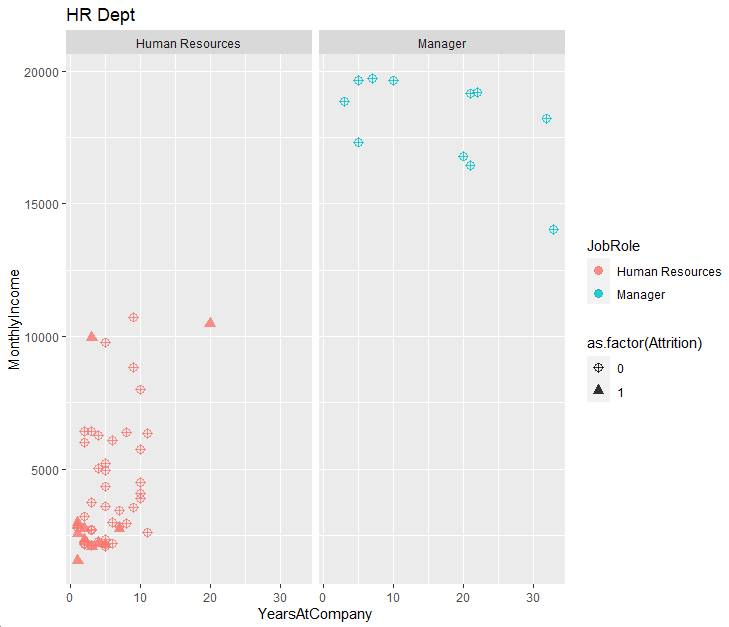 HR Dept
Human Resources Manager
20000
15000
10000
5000
MonthlyIncome
0 10 20 30 0 10 20 30
YearsAtCompany
JobRole
Human Resources
Manager
as.factor(Attrition)
0
1